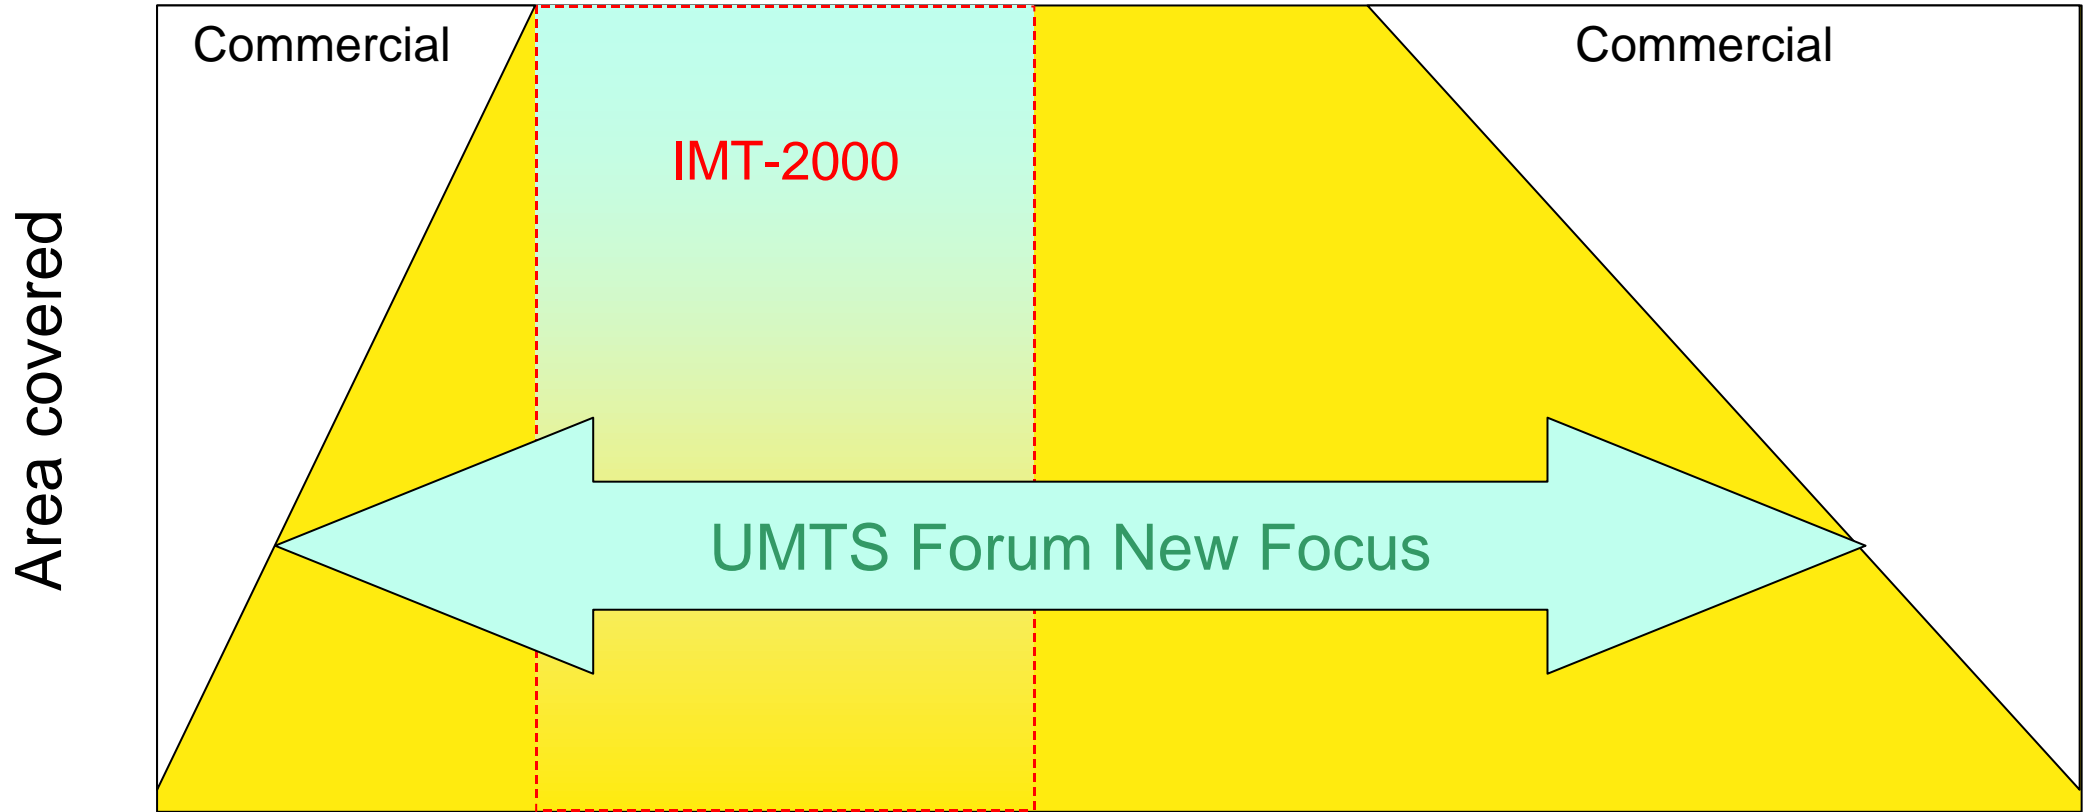 Commercial
Commercial
IMT-2000
Area covered
UMTS Forum New Focus